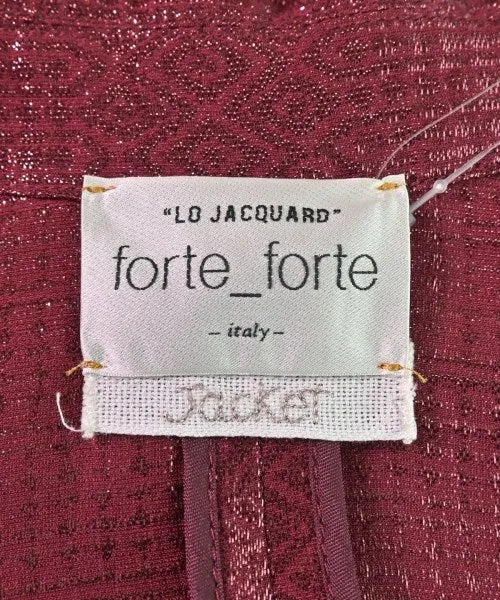 "LO JACQUARD"
forte_forte
– italy –
Jacket